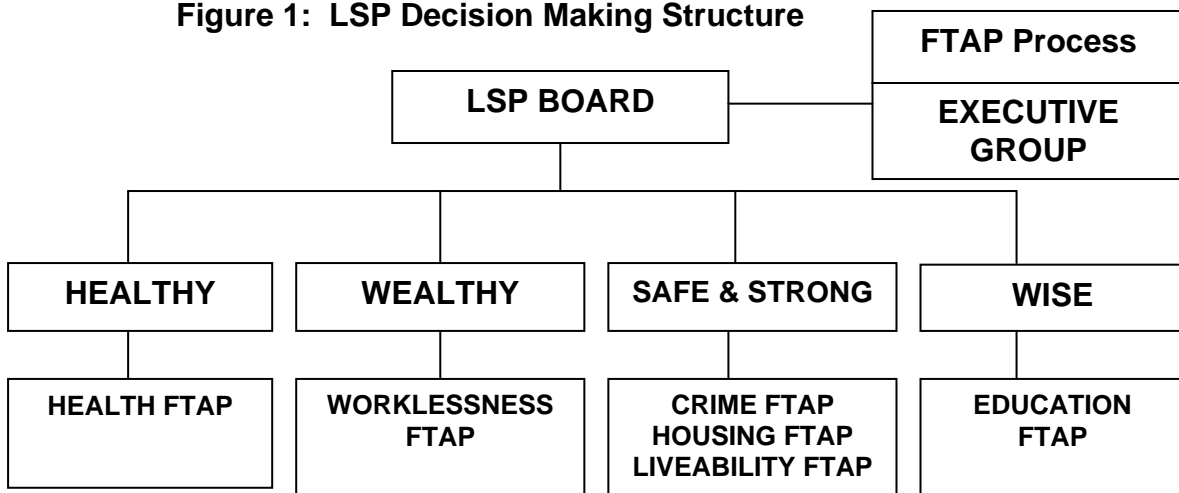 Figure 1: LSP Decision Making Structure
FTAP Process
LSP BOARD
EXECUTIVE
GROUP
HEALTHY
WEALTHY
SAFE & STRONG
WISE
HEALTH FTAP
WORKLESSNESS
FTAP
CRIME FTAP
HOUSING FTAP
LIVEABILITY FTAP
EDUCATION
FTAP